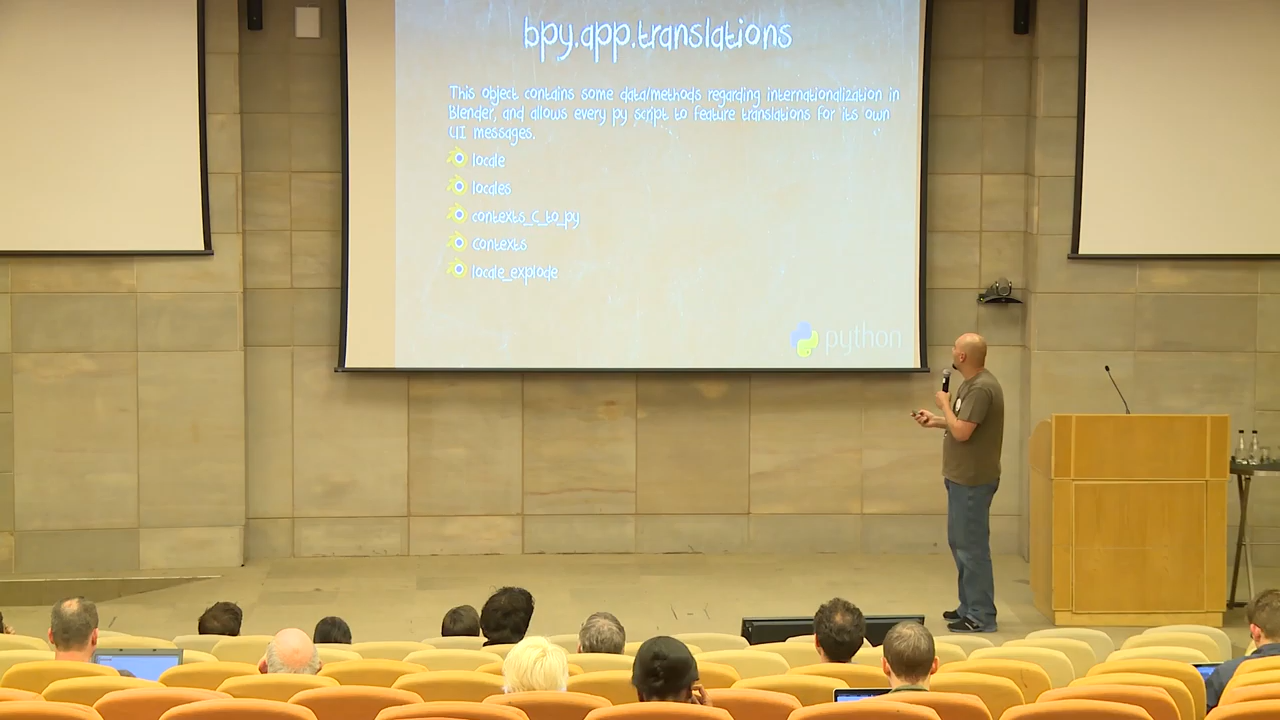 bpy.app.translations
This object contains some data/methods regarding internationalization in
Blender, and allows every py script to feature translations for its own
UI messages.
locale
locales
contexts_C_to_py
contexts
locale_explode
python